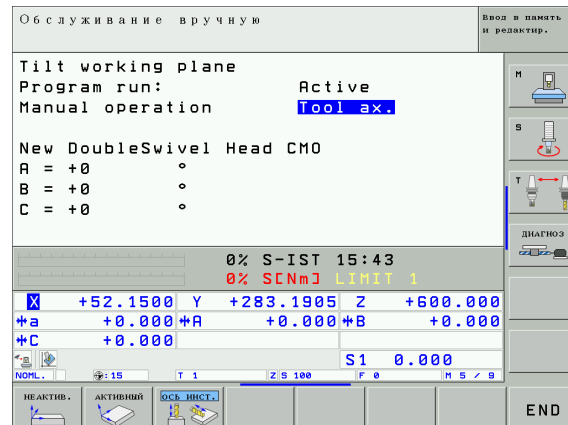 Обслуживание вручную
Ввод в память
и редактир.
Tilt working plane
Program run: Active
Manual operation Tool ax.
New DoubleSwivel Head CMO
A = +0 °
B = +0 °
C = +0 °
M
S
T
ДИАГНОЗ
0% S-IST 15:43
0% S[Nm] LIMIT 1
X +52.1500 Y +283.1905 Z +600.000
a +0.000 A +0.000 B +0.000
C +0.000
S1 0.000
NOML. : 15 T 1 Z S 100 F 0 M 5 / 9
НЕАКТИВ. АКТИВНЫЙ ОСЬ ИНСТ. END